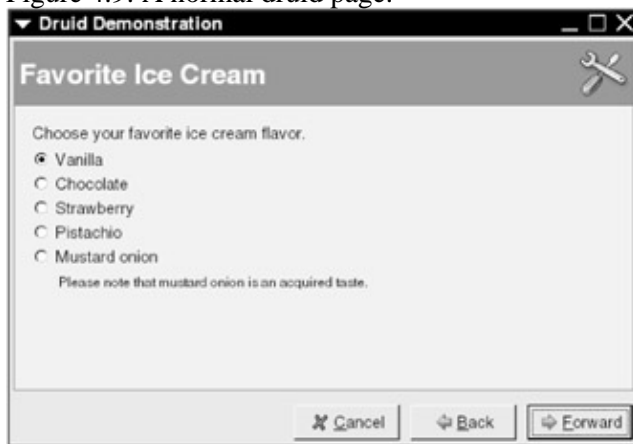 Figure 4.9. A normal druid page.
Druid Demonstration
Favorite Ice Cream
Choose your favorite ice cream flavor.
Vanilla
Chocolate
Strawberry
Pistachio
Mustard onion
Please note that mustard onion is an acquired taste.
Cancel
Back
Forward